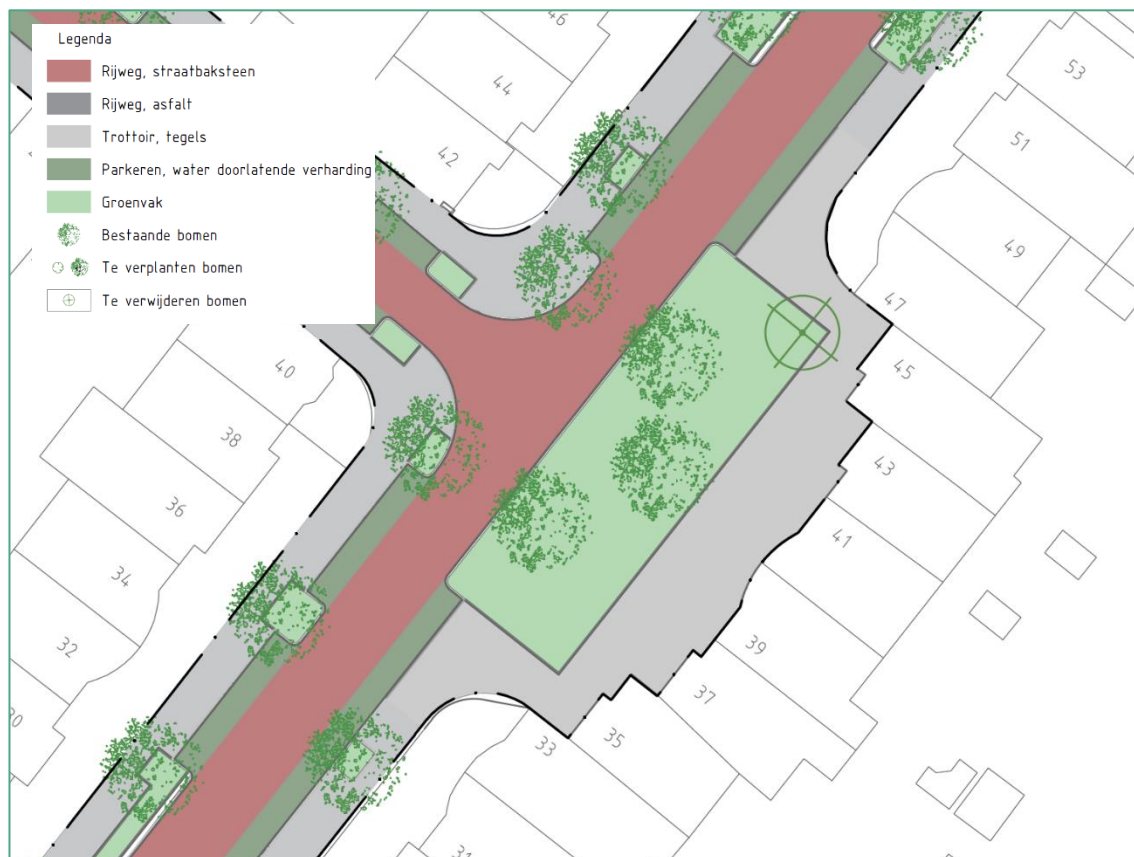 Legenda
Rijweg, straatbaksteen
Rijweg, asfalt
Trottoir, tegels
Parkeren, water doorlatende verharding
Groenvak
Bestaande bomen
Te verplanten bomen
Te verwijderen bomen
46
44
42
53
51
49
47
45
43
41
39
37
35
33
31
40
38
36
34
32
30